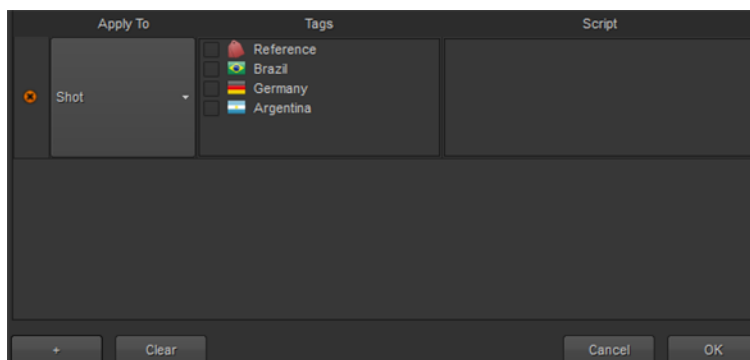 Apply To Tags Script
Shot
Reference
Brazil
Germany
Argentina
+ Clear Cancel OK